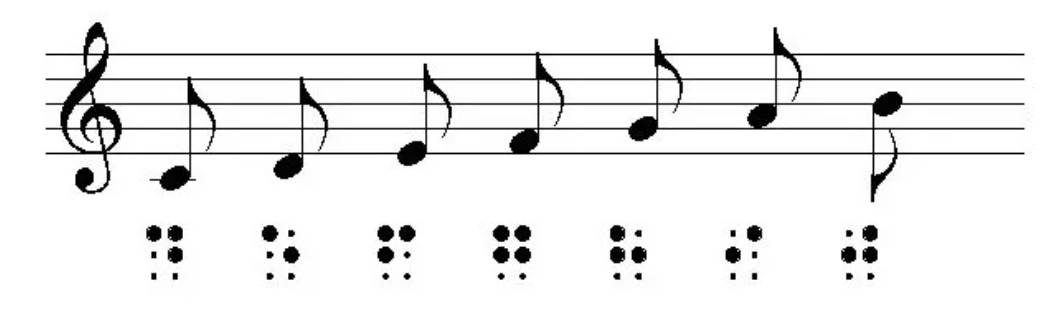 ⠙ ⠑ ⠋ ⠛ ⠓ ⠊ ⠚